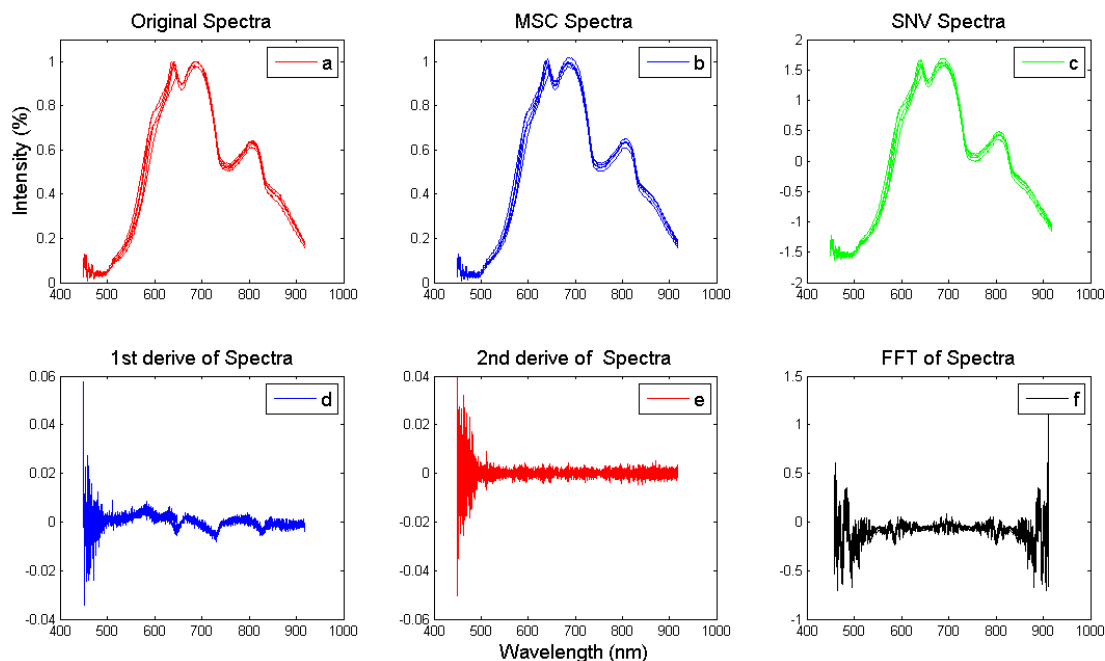 Original Spectra
MSC Spectra
SNV Spectra
a
b
c
Intensity (%)
1
0.8
0.6
0.4
0.2
0
400 500 600 700 800 900 1000
1
0.8
0.6
0.4
0.2
0
400 500 600 700 800 900 1000
2
1.5
1
0.5
0
-0.5
-1
-1.5
-2
400 500 600 700 800 900 1000
1st derive of Spectra
2nd derive of Spectra
FFT of Spectra
d
e
f
0.06
0.04
0.02
0
-0.02
-0.04
400 500 600 700 800 900 1000
0.04
0.02
0
-0.02
-0.04
-0.06
400 500 600 700 800 900 1000
1.5
1
0.5
0
-0.5
-1
400 500 600 700 800 900 1000
Wavelength (nm)